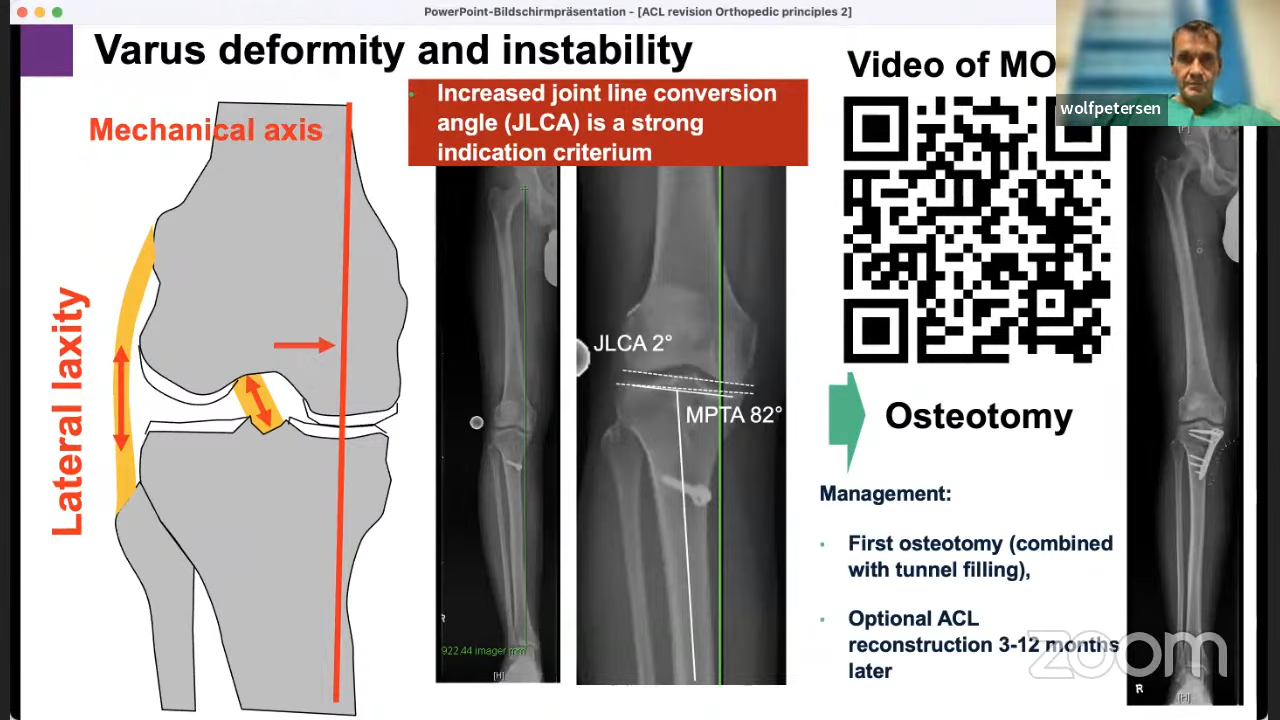 PowerPoint-Bildschirmpräsentation - [ACL revision Orthopedic principles 2]
Varus deformity and instability
Mechanical axis
Lateral laxity
• Increased joint line conversion
angle (JLCA) is a strong
indication criterium
JLCA 2°
MPTA 82°
R
922.44 imager mm
[H]
Video of MO
wolfpetersen
[H]
Osteotomy
Management:
• First osteotomy (combined
with tunnel filling),
• Optional ACL
reconstruction 3-12 months
later
zoom
R
[H]